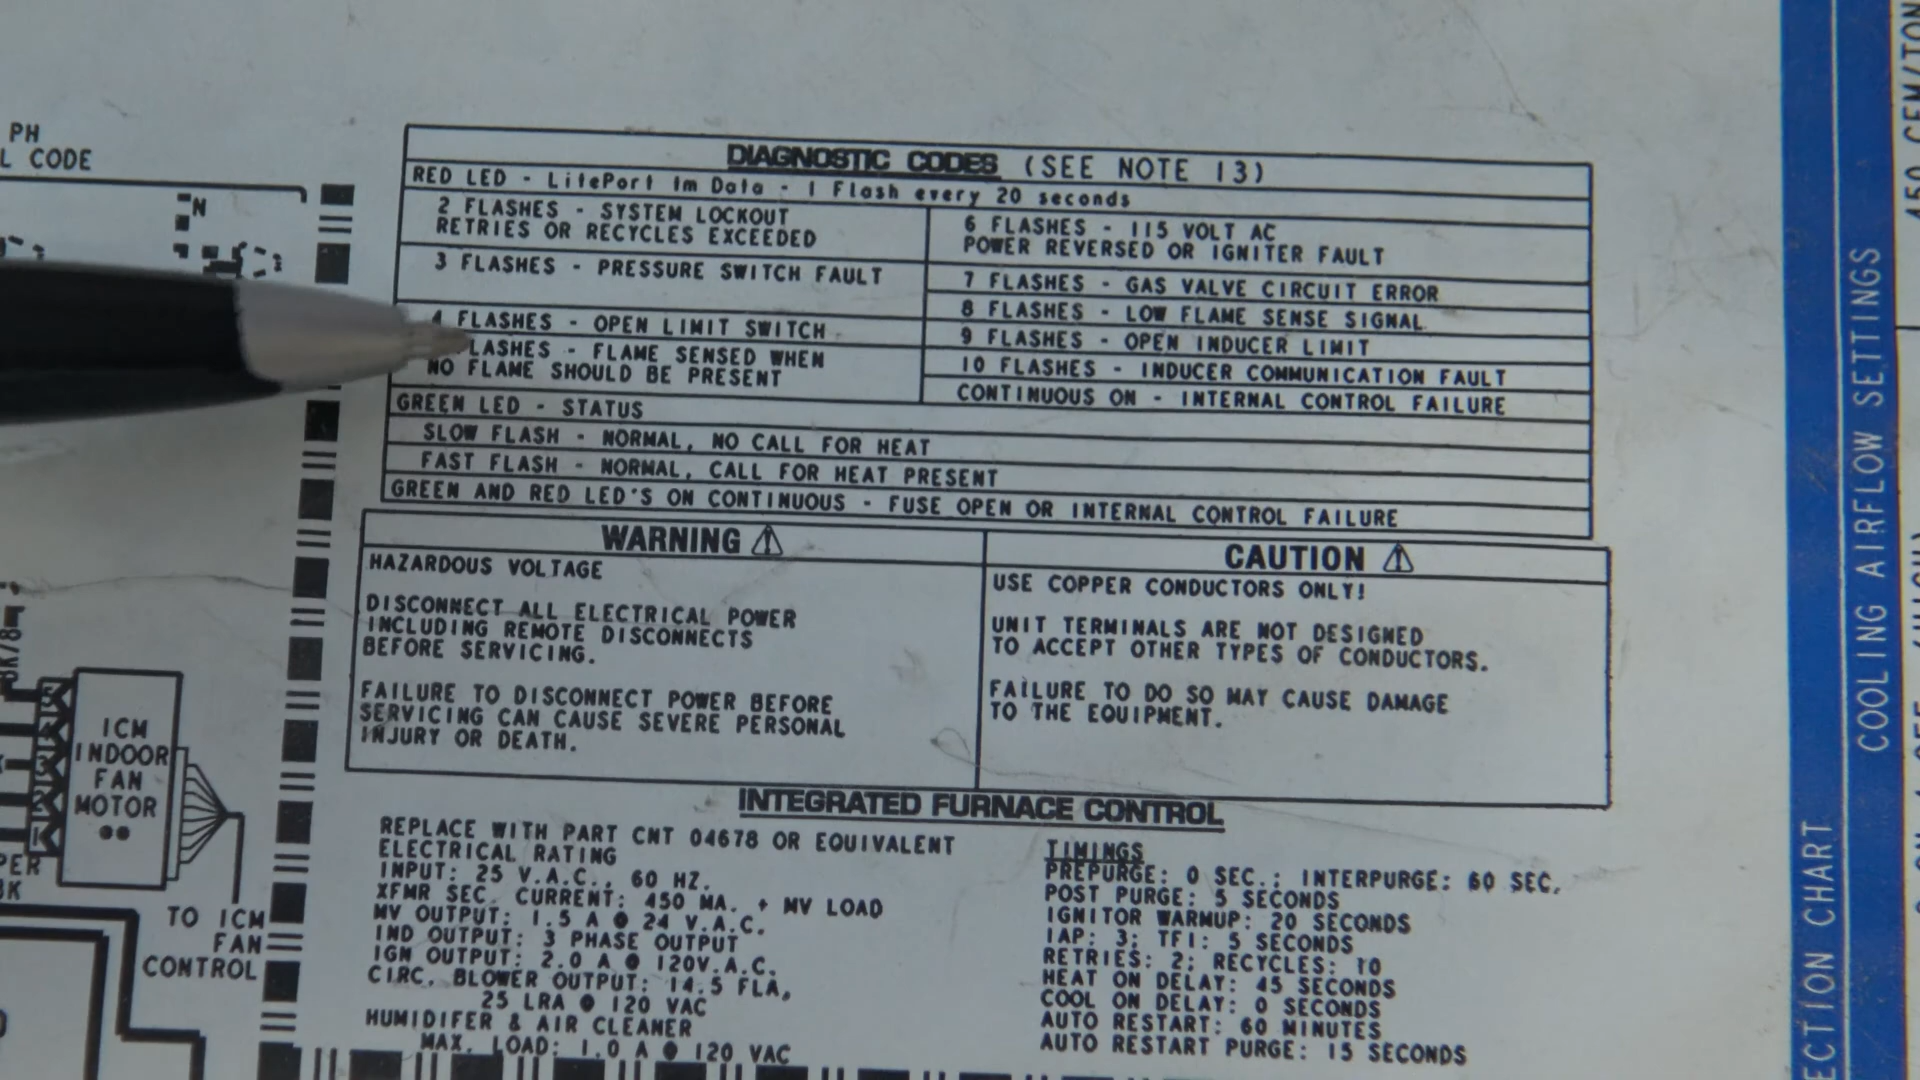 PH
L CODE
N
DIAGNOSTIC CODES (SEE NOTE 13)
RED LED - LitePort Im Data - 1 Flash every 20 seconds
2 FLASHES - SYSTEM LOCKOUT
RETRIES OR RECYCLES EXCEEDED
3 FLASHES - PRESSURE SWITCH FAULT
4 FLASHES - OPEN LIMIT SWITCH
LASHES - FLAME SENSED WHEN
NO FLAME SHOULD BE PRESENT
6 FLASHES - 115 VOLT AC
POWER REVERSED OR IGNITER FAULT
7 FLASHES - GAS VALVE CIRCUIT ERROR
8 FLASHES - LOW FLAME SENSE SIGNAL
9 FLASHES - OPEN INDUCER LIMIT
10 FLASHES - INDUCER COMMUNICATION FAULT
CONTINUOUS ON - INTERNAL CONTROL FAILURE
GREEN LED - STATUS
SLOW FLASH - NORMAL, NO CALL FOR HEAT
FAST FLASH - NORMAL, CALL FOR HEAT PRESENT
GREEN AND RED LED'S ON CONTINUOUS - FUSE OPEN OR INTERNAL CONTROL FAILURE
WARNING
HAZARDOUS VOLTAGE
DISCONNECT ALL ELECTRICAL POWER
INCLUDING REMOTE DISCONNECTS
BEFORE SERVICING.
FAILURE TO DISCONNECT POWER BEFORE
SERVICING CAN CAUSE SEVERE PERSONAL
INJURY OR DEATH.
CAUTION
USE COPPER CONDUCTORS ONLY!
UNIT TERMINALS ARE NOT DESIGNED
TO ACCEPT OTHER TYPES OF CONDUCTORS.
FAILURE TO DO SO MAY CAUSE DAMAGE
TO THE EQUIPMENT.
INTEGRATED FURNACE CONTROL
REPLACE WITH PART CNT 04678 OR EQUIVALENT
ELECTRICAL RATING
INPUT: 25 V.A.C., 60 HZ.
XFMR SEC. CURRENT: 450 MA. + MV LOAD
MV OUTPUT: 1.5 A @ 24 V.A.C.
IND OUTPUT: 3 PHASE OUTPUT
IGN OUTPUT: 2.0 A @ 120V.A.C.
CIRC. BLOWER OUTPUT: 14.5 FLA,
25 LRA @ 120 VAC
HUMIDIFER & AIR CLEANER
MAX. LOAD: 1.0 A @ 120 VAC
TIMINGS
PREPURGE: 0 SEC.; INTERPURGE: 60 SEC.
POST PURGE: 5 SECONDS
IGNITOR WARMUP: 20 SECONDS
IAP: 3; TFI: 5 SECONDS
RETRIES: 2; RECYCLES: 10
HEAT ON DELAY: 45 SECONDS
COOL ON DELAY: 0 SECONDS
AUTO RESTART: 60 MINUTES
AUTO RESTART PURGE: 15 SECONDS
BK/8
5
4
3
2
1
ICM
INDOOR
FAN
MOTOR
PER
BK
TO ICM
FAN
CONTROL
COOLING AIRFLOW SETTINGS
ECTION CHART
450 CFM/TON